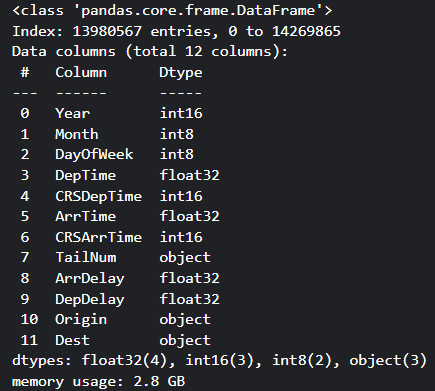 <class 'pandas.core.frame.DataFrame'>
Index: 13980567 entries, 0 to 14269865
Data columns (total 12 columns):
 #   Column      Dtype
---  ------      -----
 0   Year        int16
 1   Month       int8
 2   DayOfWeek   int8
 3   DepTime     float32
 4   CRSDepTime  int16
 5   ArrTime     float32
 6   CRSArrTime  int16
 7   TailNum     object
 8   ArrDelay    float32
 9   DepDelay    float32
 10  Origin      object
 11  Dest        object
dtypes: float32(4), int16(3), int8(2), object(3)
memory usage: 2.8 GB